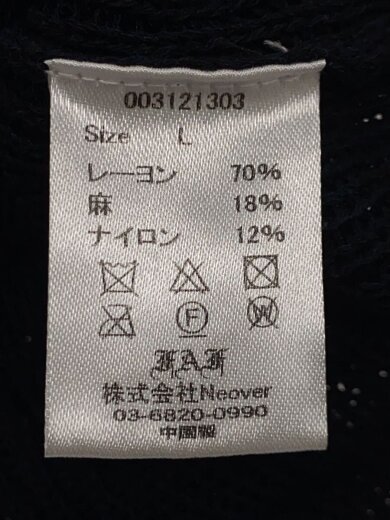 003121303
Size L
レーヨン 70%
麻 18%
ナイロン 12%
F
W
FAF
株式会社Neover
03-6820-0990
中国製